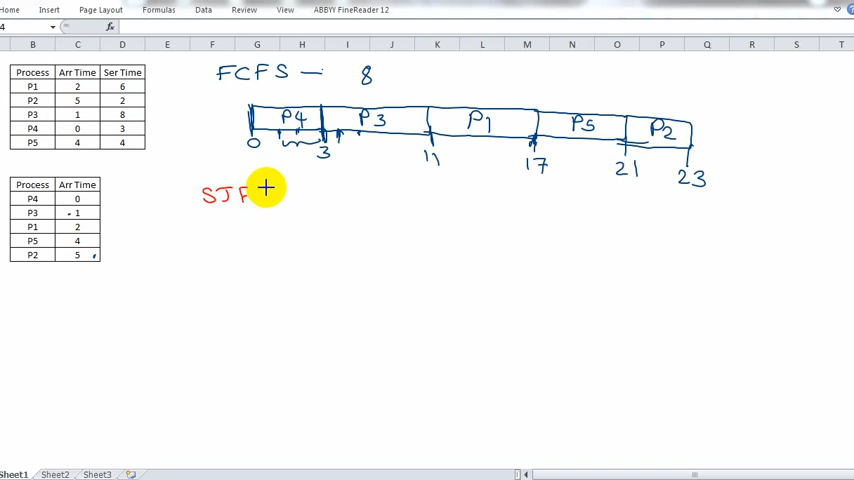 Home Insert Page Layout Formulas Data Review View ABBYY FineReader 12
4 fx
B C D E F G H I J K L M N O P Q R S T
Process Arr Time Ser Time
P1 2 6
P2 5 2
P3 1 8
P4 0 3
P5 4 4
Process Arr Time
P4 0
P3 1
P1 2
P5 4
P2 5
FCFS — 8
P4 P3 P1 P5 P2
0 3 11 17 21 23
SJF
Sheet1 Sheet2 Sheet3